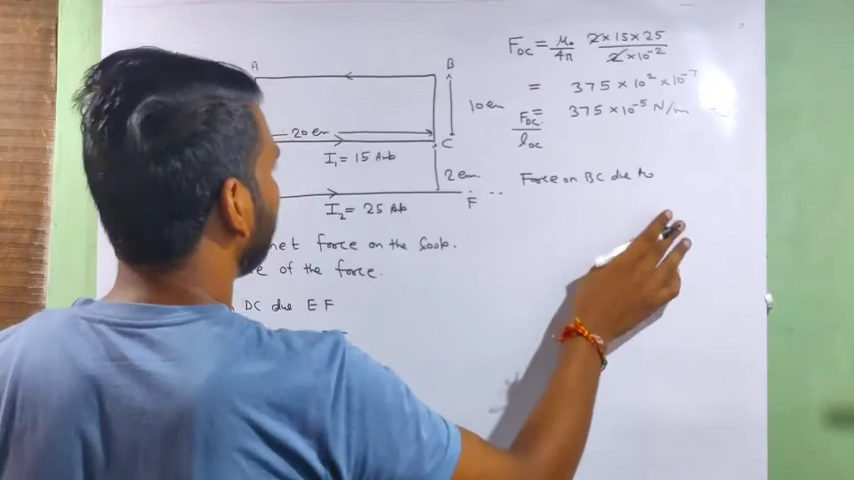 A
B
10 cm
20 cm
C
I₁ = 15 Amb
2 cm
I₂ = 25 Ab
F
net force on the loop.
of the force.
DC due E F
F_DC = μ₀/4π 2×15×25/2×10⁻²
= 375×10²×10⁻⁷
F_DC/l_DC = 375×10⁻⁵ N/m
Force on BC due to